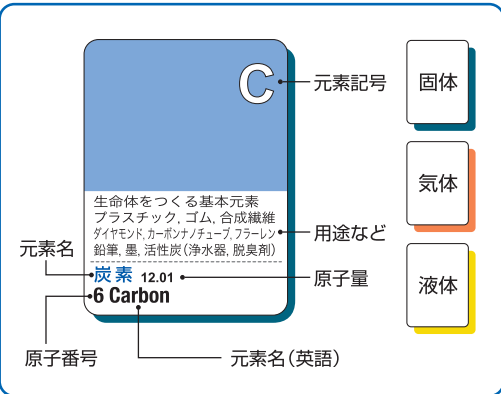 C
元素記号
生命体をつくる基本元素
プラスチック, ゴム, 合成繊維
ダイヤモンド, カーボンナノチューブ, フラーレン
鉛筆, 墨, 活性炭(浄水器, 脱臭剤)
用途など
元素名
炭素 12.01
原子量
6 Carbon
原子番号
元素名(英語)
固体
気体
液体